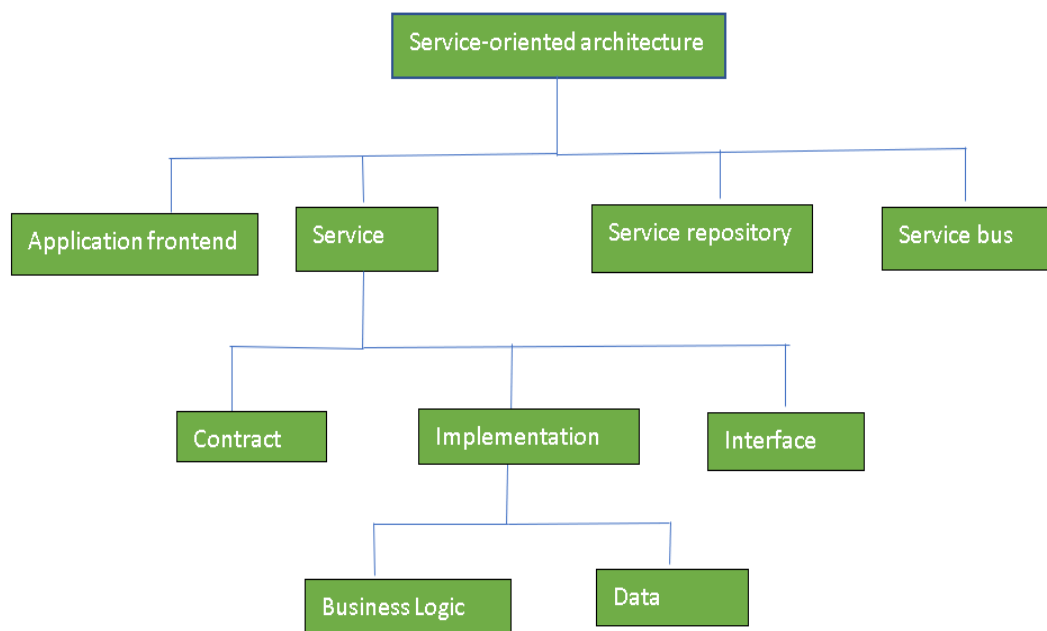 Service-oriented architecture
Application frontend
Service
Service repository
Service bus
Contract
Implementation
Interface
Business Logic
Data